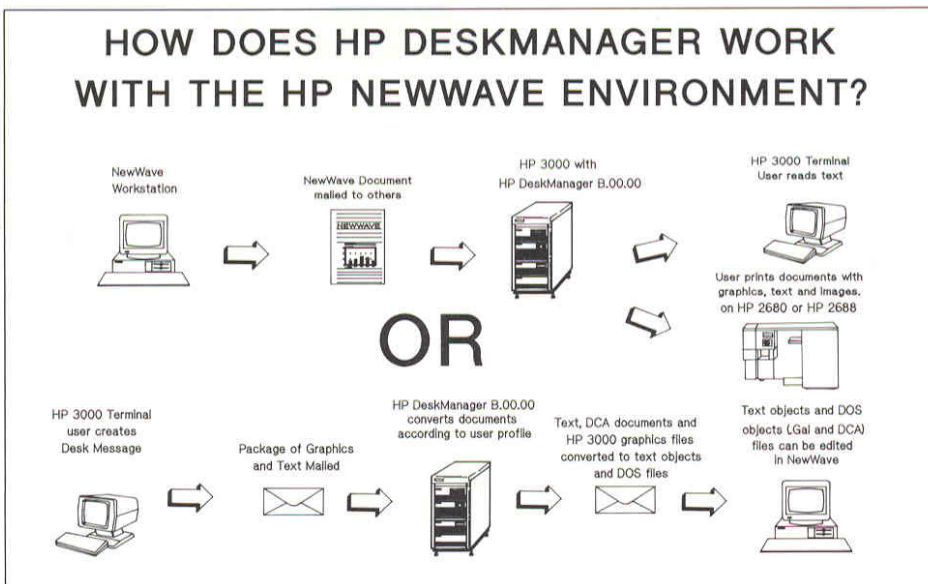 HOW DOES HP DESKMANAGER WORK
WITH THE HP NEWWAVE ENVIRONMENT?
NewWave
Workstation
NewWave Document
mailed to others
NEWWAVE
HP 3000 with
HP DeskManager B.00.00
HP 3000 Terminal
User reads text
User prints documents with
graphics, text and images,
on HP 2680 or HP 2688
OR
HP 3000 Terminal
user creates
Desk Message
Package of Graphics
and Text Mailed
HP DeskManager B.00.00
converts documents
according to user profile
Text, DCA documents and
HP 3000 graphics files
converted to text objects
and DOS files
Text objects and DOS
objects (.Gal and DCA)
files can be edited
in NewWave